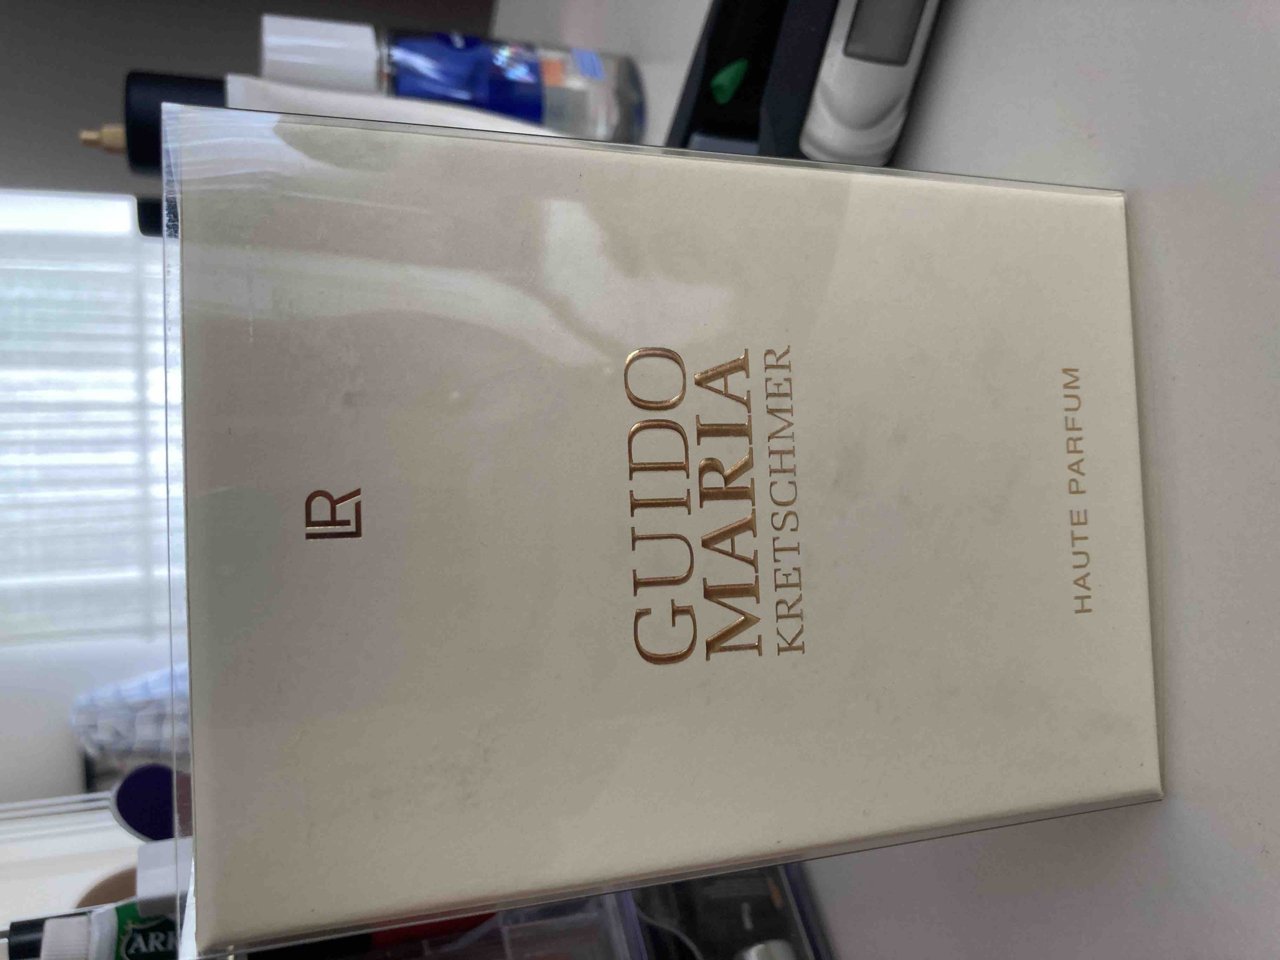 LR
GUIDO
MARIA
KRETSCHMER
HAUTE PARFUM